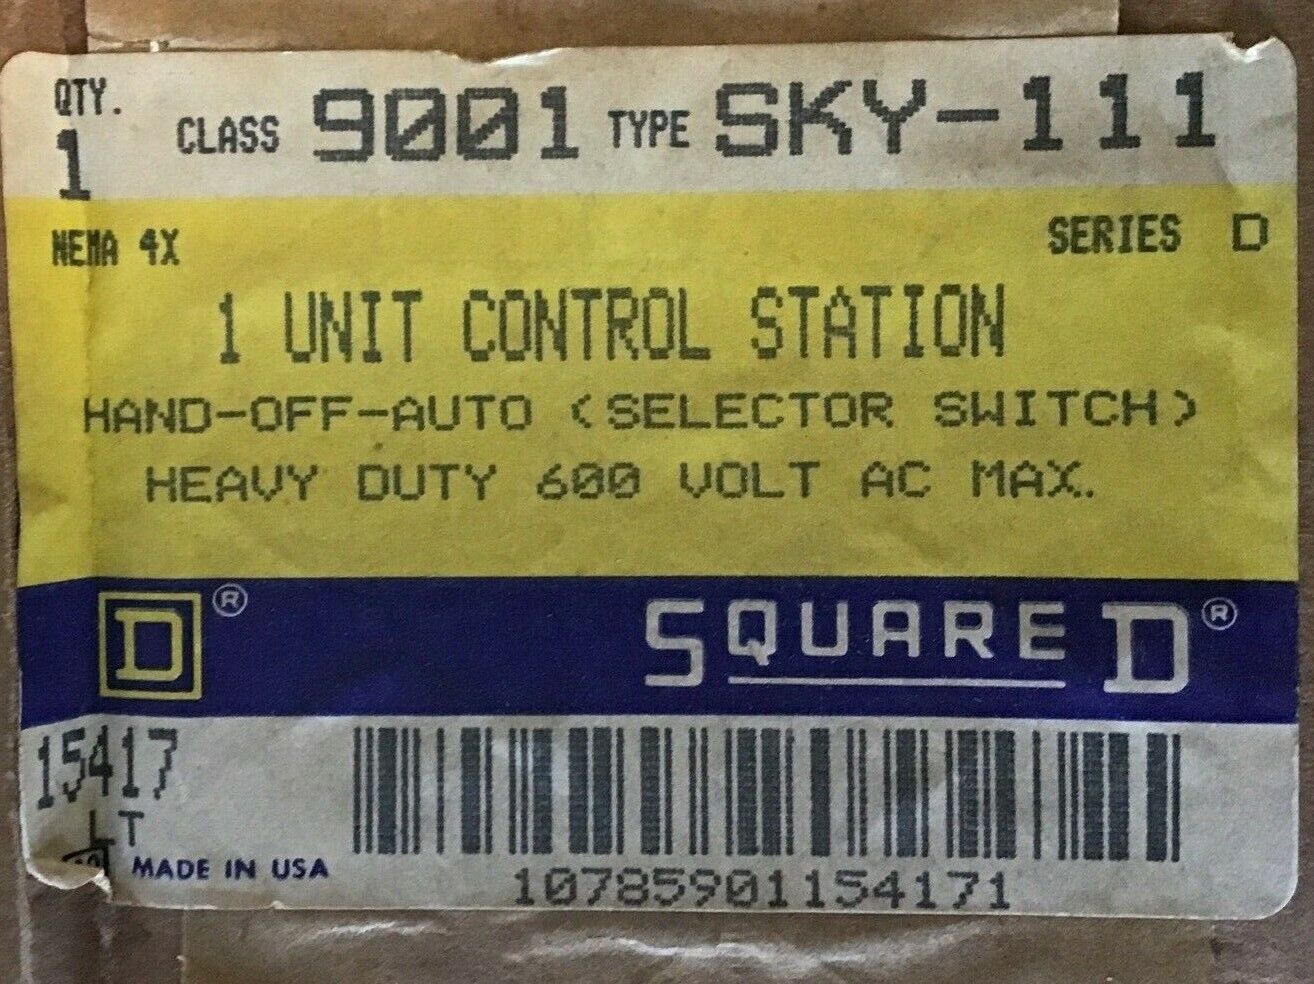 QTY.
1
CLASS 9001 TYPE SKY-111
NEMA 4X
SERIES D
1 UNIT CONTROL STATION
HAND-OFF-AUTO (SELECTOR SWITCH)
HEAVY DUTY 600 VOLT AC MAX.
D®
SQUARE D®
15417
LT
MADE IN USA
10785901154171